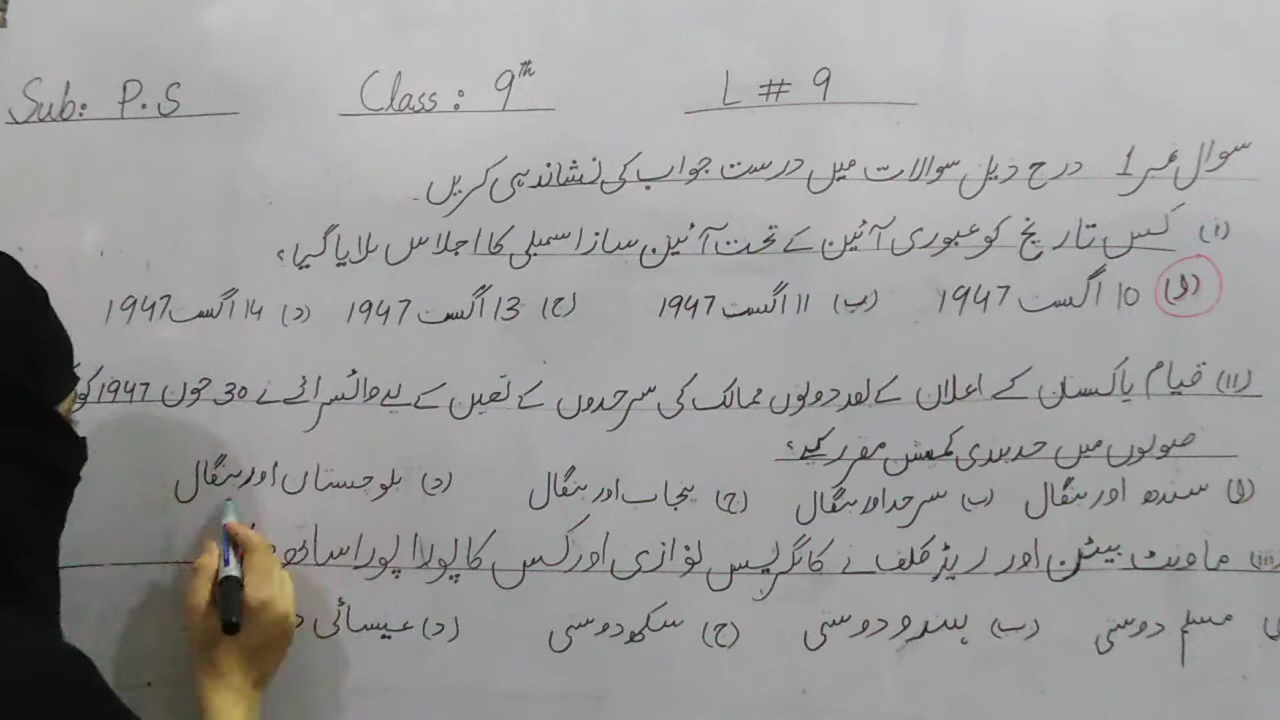 Sub: P.S Class: 9th L # 9
سوال نمبر 1 درج ذیل سوالات میں درست جواب کی نشاندہی کریں۔
(i) کس تاریخ کو عبوری آئین کے تحت آئین ساز اسمبلی کا اجلاس بلایا گیا؟
(ا) 10 اگست 1947 (ب) 11 اگست 1947 (ج) 13 اگست 1947 (د) 14 اگست 1947
(ii) قیام پاکستان کے اعلان کے بعد دونوں ممالک کی سرحدوں کے تعین کے لیے وائسرائے نے 30 جون 1947 کو
صوبوں میں حد بندی کمیشن مقرر کیے؟
(ا) سندھ اور بنگال (ب) سرحد اور بنگال (ج) پنجاب اور بنگال (د) بلوچستان اور بنگال
(iii) ماونٹ بیٹن اور ریڈ کلف نے کانگریس نوازی اور کس کا پورا پورا ساتھ
مسلم دوستی (ب) ہندو دوستی (ج) سکھ دوستی (د) عیسائی